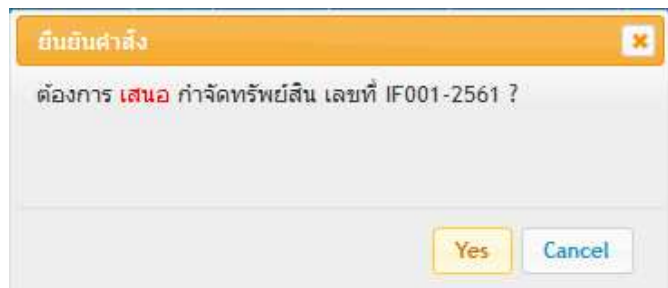 ยืนยันคำสั่ง
ต้องการ เสนอ กำจัดทรัพย์สิน เลขที่ IF001-2561 ?
Yes Cancel